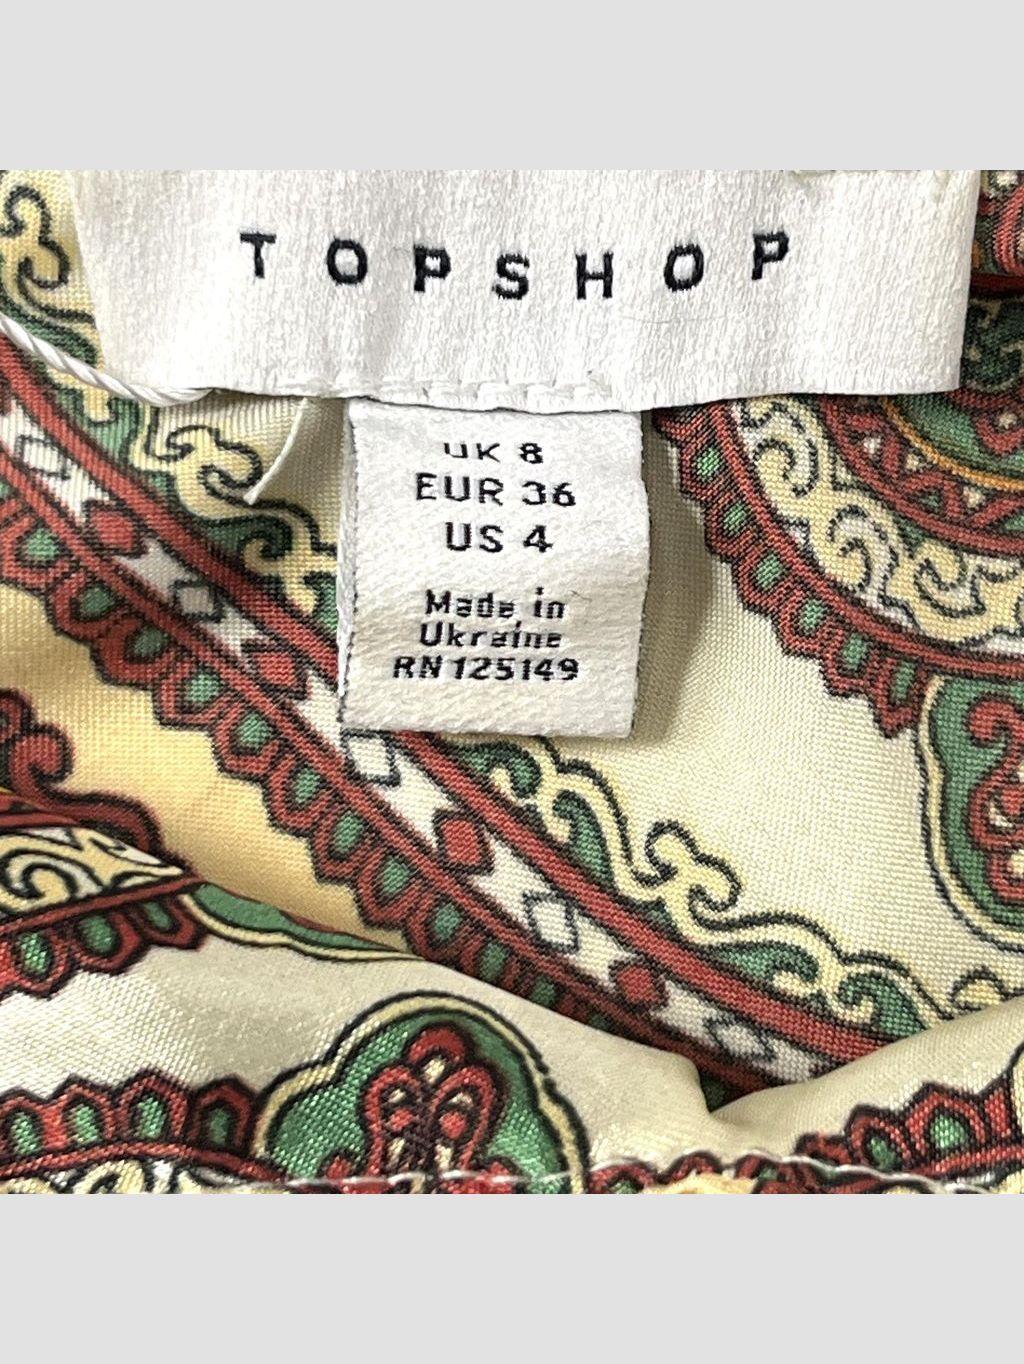 TOPSHOP
UK 8
EUR 36
US 4
Made in
Ukraine
RN 125149